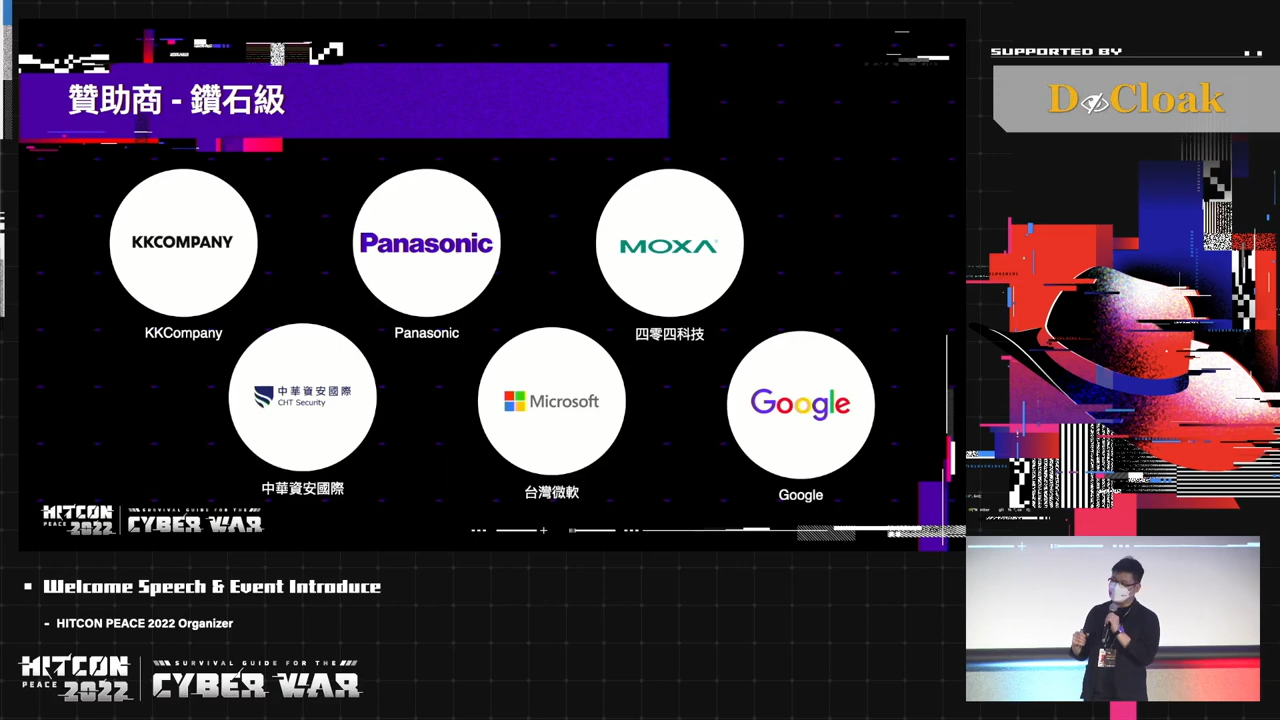 贊助商 - 鑽石級
KKCOMPANY
Panasonic
MOXA
KKCompany
Panasonic
四零四科技
中華資安國際
CHT Security
Microsoft
Google
中華資安國際
台灣微軟
Google
HITCON
PEACE 2022
SURVIVAL GUIDE FOR THE
CYBER WAR
SUPPORTED BY
DCloak
Welcome Speech & Event Introduce
- HITCON PEACE 2022 Organizer
HITCON
PEACE 2022
SURVIVAL GUIDE FOR THE
CYBER WAR